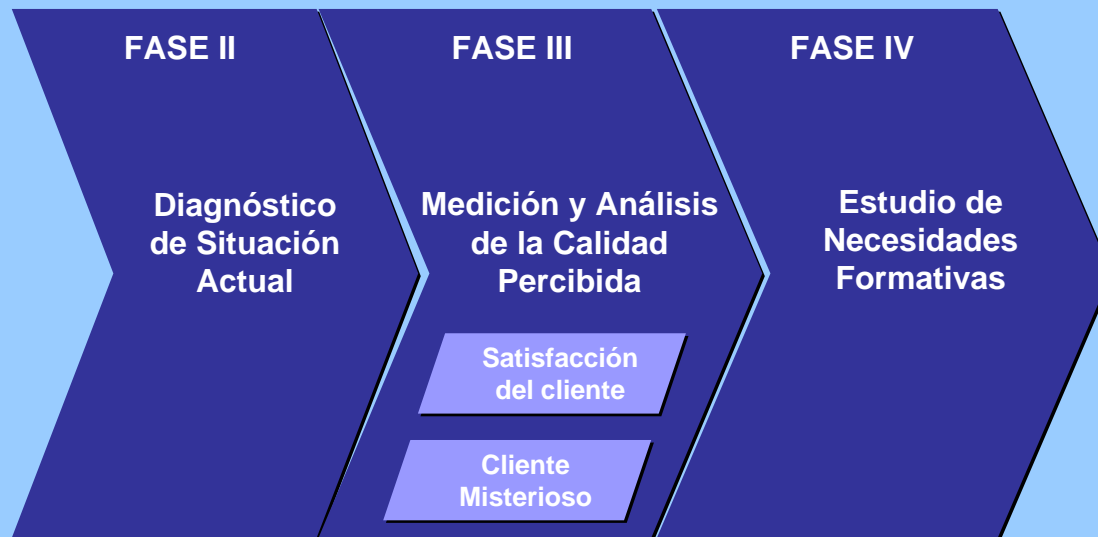 FASE II
Diagnóstico
de Situación
Actual
FASE III
Medición y Análisis
de la Calidad
Percibida
Satisfacción
del cliente
Cliente
Misterioso
FASE IV
Estudio de
Necesidades
Formativas